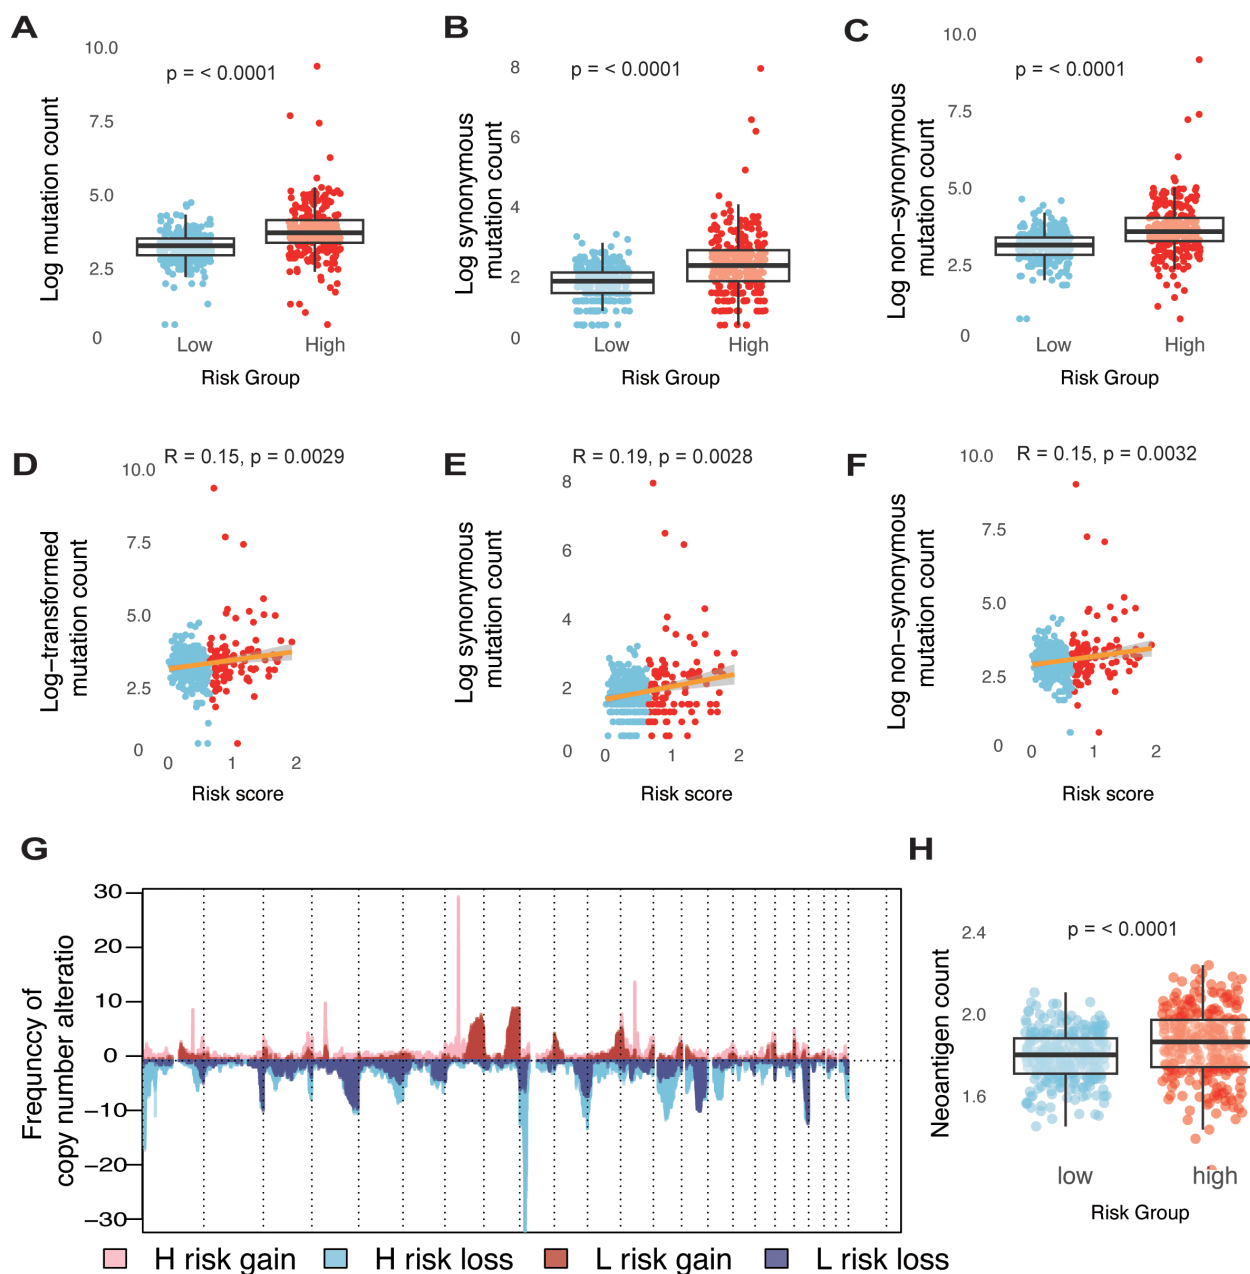 A
p = < 0.0001
Log mutation count
10.0
7.5
5.0
2.5
0
Low
High
Risk Group
B
p = < 0.0001
Log synonymous
mutation count
8
6
4
2
0
Low
High
Risk Group
C
p = < 0.0001
Log non−synonymous
mutation count
10.0
7.5
5.0
2.5
0
Low
High
Risk Group
D
R = 0.15, p = 0.0029
Log−transformed
mutation count
10.0
7.5
5.0
2.5
0
0
1
2
Risk score
E
R = 0.19, p = 0.0028
Log synonymous
mutation count
8
6
4
2
0
0
1
2
Risk score
F
R = 0.15, p = 0.0032
Log non−synonymous
mutation count
10.0
7.5
5.0
2.5
0
0
1
2
Risk score
G
Frequnccy of
copy number alteratio
30
20
10
0
−10
−20
−30
H risk gain
H risk loss
L risk gain
L risk loss
H
p = < 0.0001
Neoantigen count
2.4
2.0
1.6
low
high
Risk Group